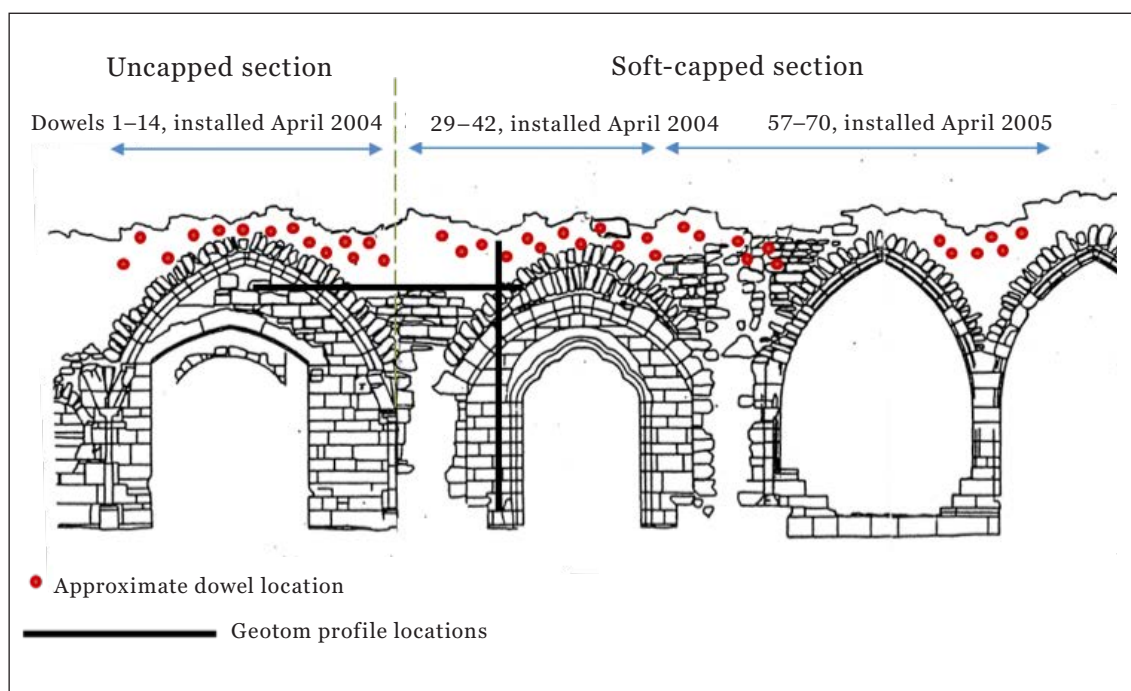 Uncapped section
Soft-capped section
Dowels 1–14, installed April 2004
29–42, installed April 2004
57–70, installed April 2005
Approximate dowel location
Geotom profile locations